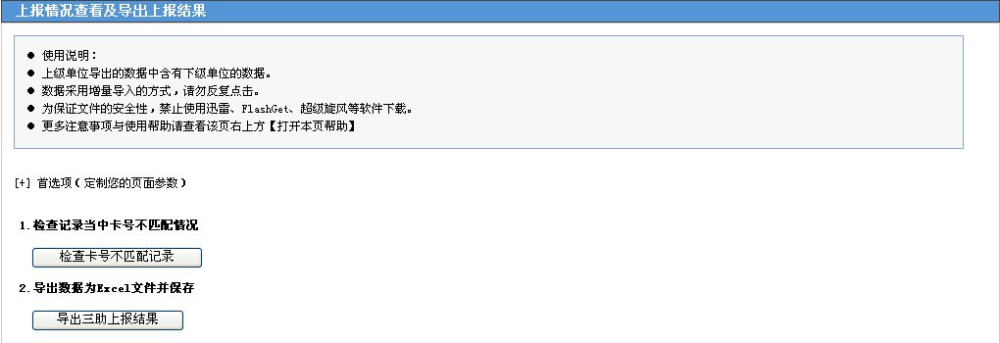 上报情况查看及导出上报结果
● 使用说明：
● 上级单位导出的数据中含有下级单位的数据。
● 数据采用增量导入的方式，请勿反复点击。
● 为保证文件的安全性，禁止使用迅雷、FlashGet、超级旋风等软件下载。
● 更多注意事项与使用帮助请查看该页右上方【打开本页帮助】
[+] 首选项（定制您的页面参数）
1.检查记录当中卡号不匹配情况
检查卡号不匹配记录
2.导出数据为Excel文件并保存
导出三助上报结果